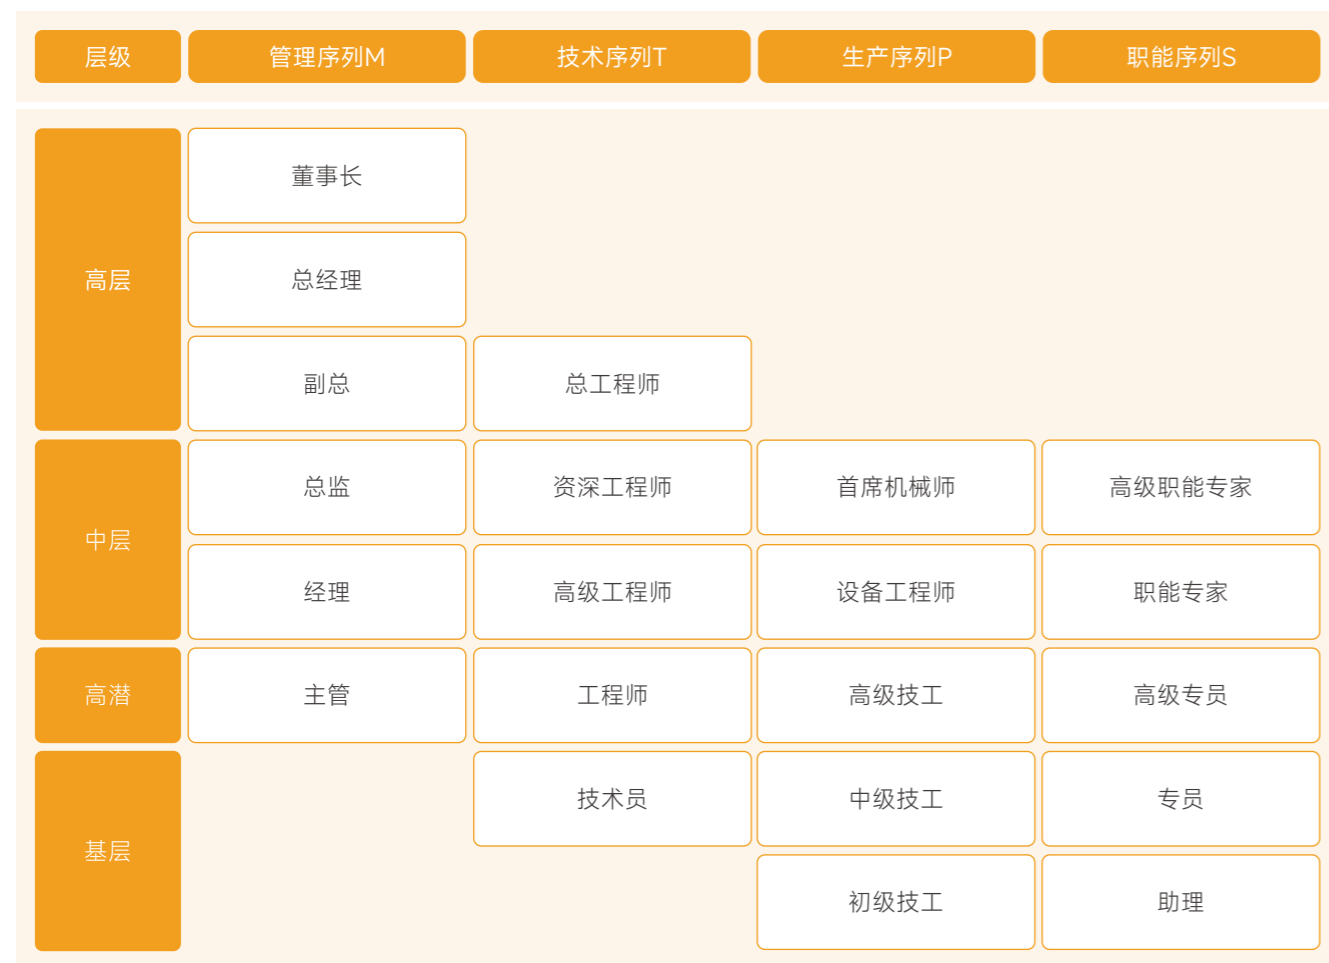 层级
管理序列M
技术序列T
生产序列P
职能序列S
高层
董事长
总经理
副总
总工程师
中层
总监
资深工程师
首席机械师
高级职能专家
经理
高级工程师
设备工程师
职能专家
高潜
主管
工程师
高级技工
高级专员
基层
技术员
中级技工
专员
初级技工
助理